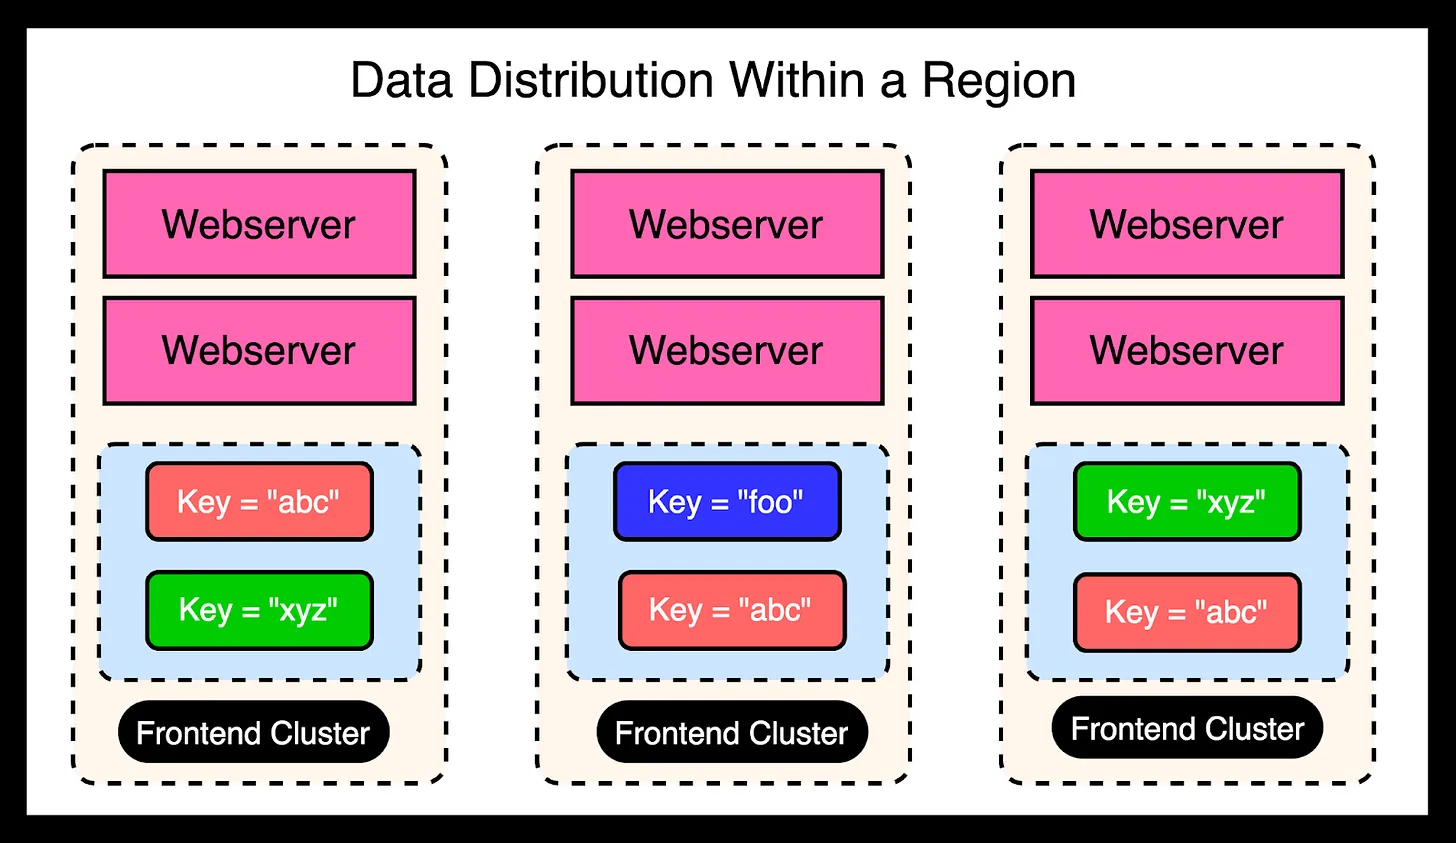 Data Distribution Within a Region
Webserver
Webserver
Key = "abc"
Key = "xyz"
Frontend Cluster
Webserver
Webserver
Key = "foo"
Key = "abc"
Frontend Cluster
Webserver
Webserver
Key = "xyz"
Key = "abc"
Frontend Cluster